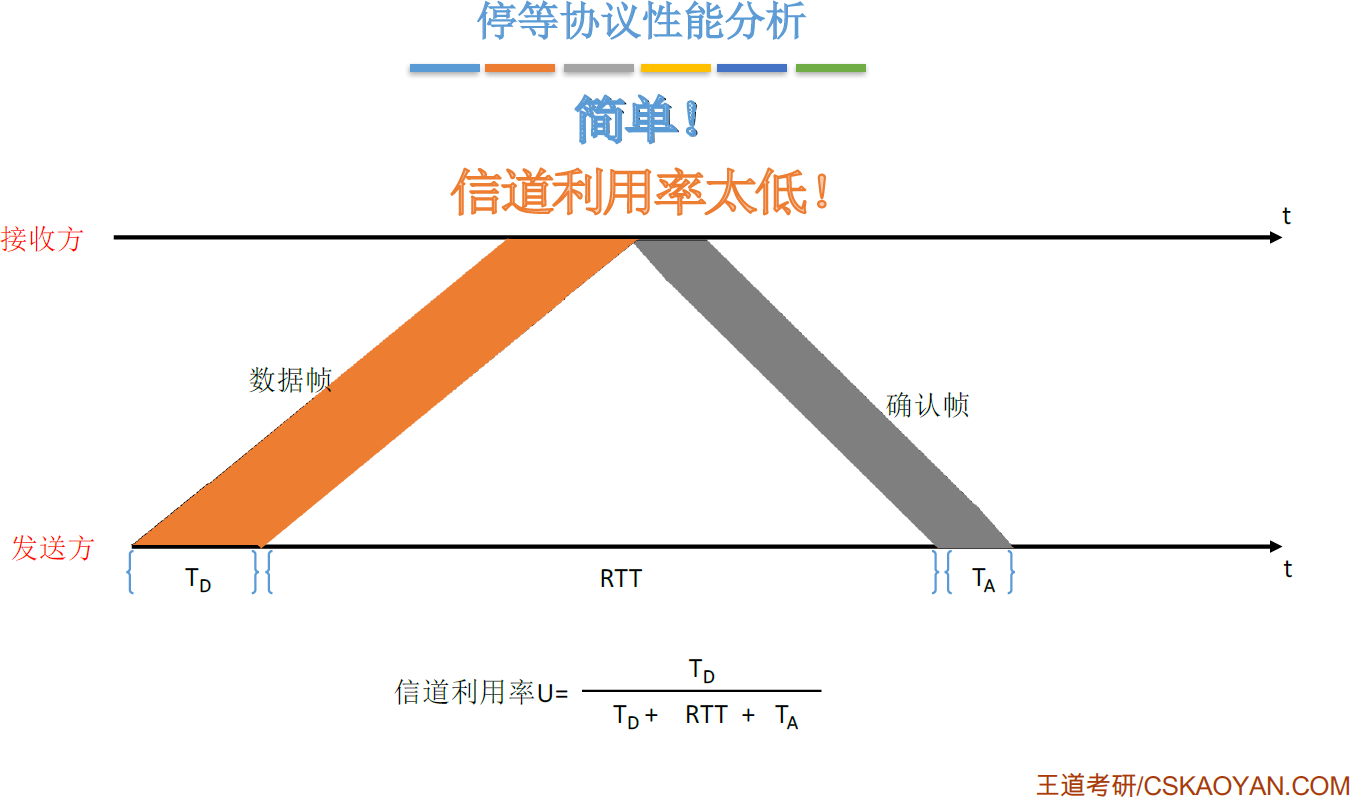 停等协议性能分析
简单！
信道利用率太低！
t
接收方
数据帧
确认帧
发送方
t
T_D RTT T_A
信道利用率U=
T_D
T_D + RTT + T_A
王道考研/CSKAOYAN.COM